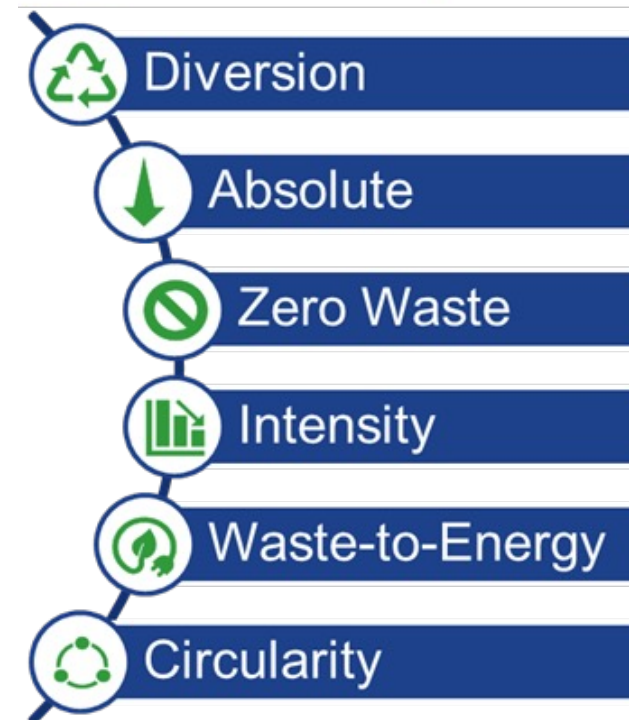 Diversion
Absolute
Zero Waste
Intensity
Waste-to-Energy
Circularity